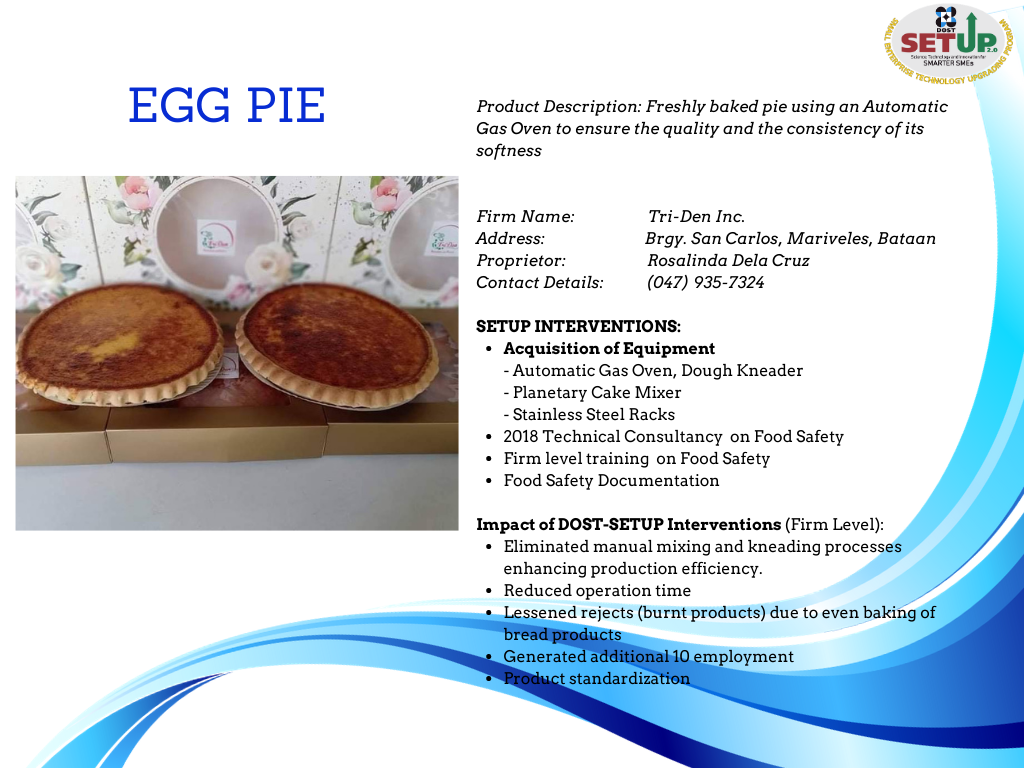 DOST
SETUP 2.0
Science Technology and Innovation for
SMARTER SMEs
SMALL ENTERPRISE TECHNOLOGY UPGRADING PROGRAM
EGG PIE
Product Description: Freshly baked pie using an Automatic
Gas Oven to ensure the quality and the consistency of its
softness
Firm Name: Tri-Den Inc.
Address: Brgy. San Carlos, Mariveles, Bataan
Proprietor: Rosalinda Dela Cruz
Contact Details: (047) 935-7324
SETUP INTERVENTIONS:
• Acquisition of Equipment
- Automatic Gas Oven, Dough Kneader
- Planetary Cake Mixer
- Stainless Steel Racks
• 2018 Technical Consultancy on Food Safety
• Firm level training on Food Safety
• Food Safety Documentation
Impact of DOST-SETUP Interventions (Firm Level):
• Eliminated manual mixing and kneading processes
enhancing production efficiency.
• Reduced operation time
• Lessened rejects (burnt products) due to even baking of
bread products
• Generated additional 10 employment
• Product standardization